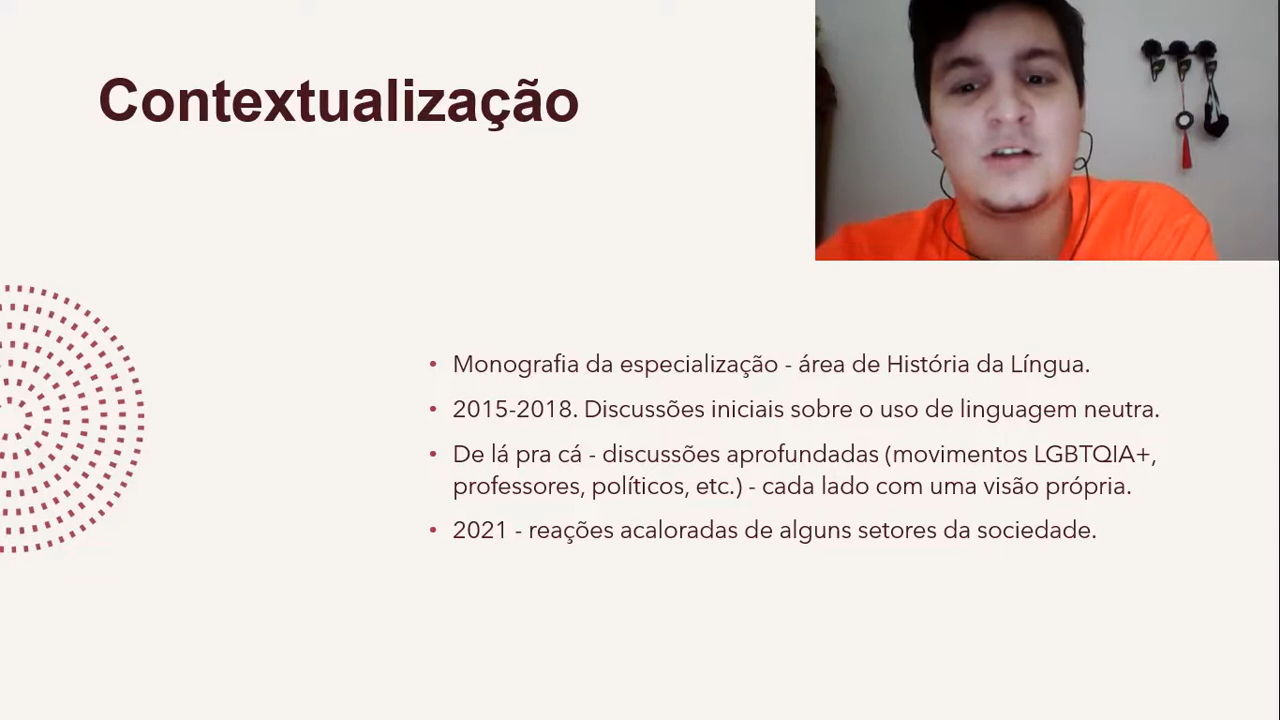 Contextualização
• Monografia da especialização - área de História da Língua.
• 2015-2018. Discussões iniciais sobre o uso de linguagem neutra.
• De lá pra cá - discussões aprofundadas (movimentos LGBTQIA+,
professores, políticos, etc.) - cada lado com uma visão própria.
• 2021 - reações acaloradas de alguns setores da sociedade.